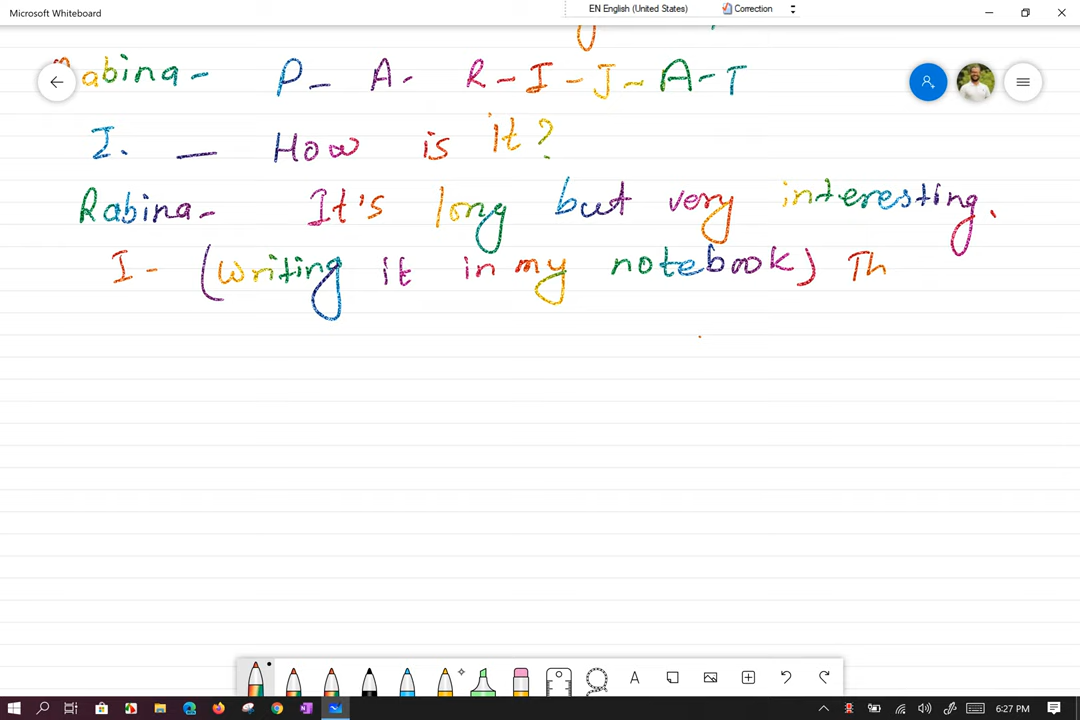 Microsoft Whiteboard
EN English (United States) Correction
Rabina- P- A- R-I-J-A-T
I. — How is it?
Rabina- It's long but very interesting.
I- (writing it in my notebook) Th
A
6:27 PM